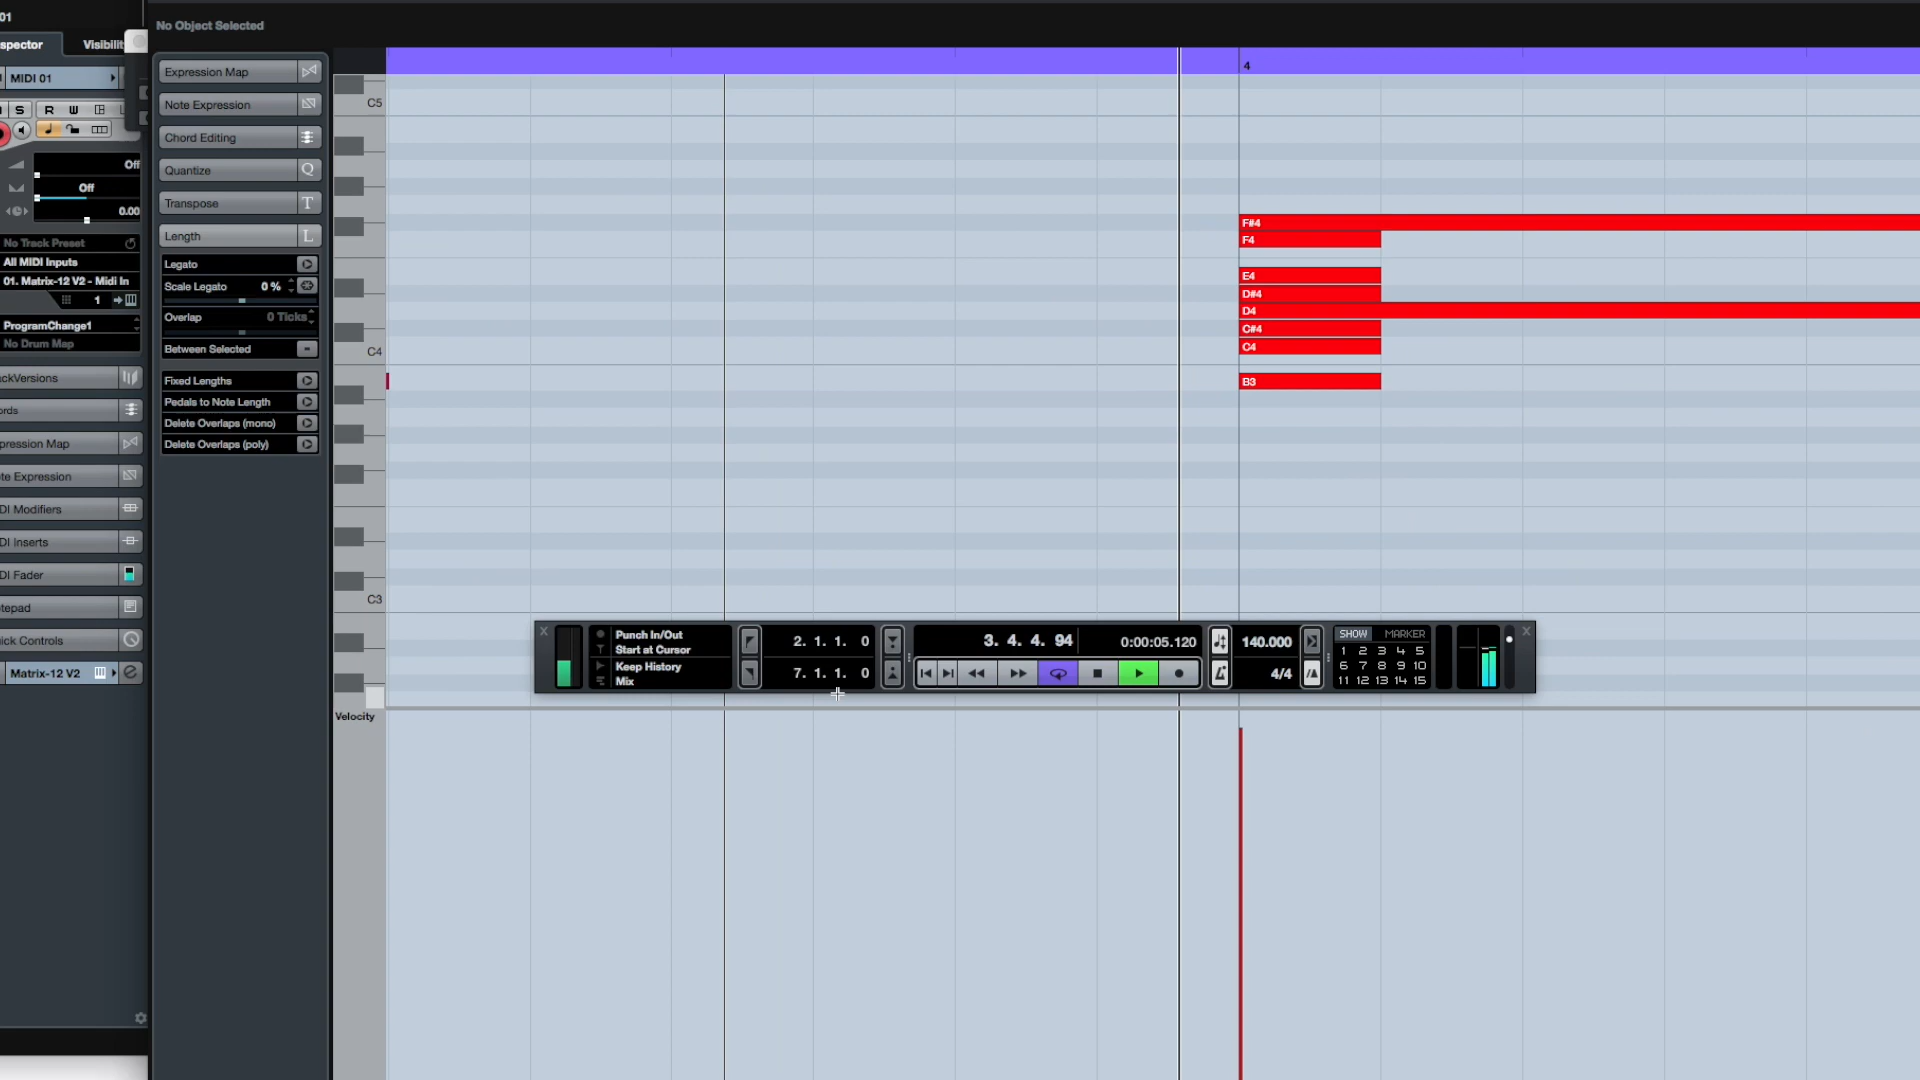 01
No Object Selected
spector
Visibilit
MIDI 01
S
R
W
Off
Off
0.00
No Track Preset
All MIDI Inputs
01. Matrix-12 V2 - Midi In
1
ProgramChange1
No Drum Map
ackVersions
ords
pression Map
te Expression
DI Modifiers
DI Inserts
DI Fader
tepad
ick Controls
Matrix-12 V2
Expression Map
Note Expression
Chord Editing
Quantize
Q
Transpose
T
Length
L
Legato
Scale Legato
0 %
Overlap
0 Ticks
Between Selected
Fixed Lengths
Pedals to Note Length
Delete Overlaps (mono)
Delete Overlaps (poly)
4
C5
C4
C3
F#4
F4
E4
D#4
D4
C#4
C4
B3
X
Punch In/Out
Start at Cursor
Keep History
Mix
2. 1. 1. 0
7. 1. 1. 0
3. 4. 4. 94
0:00:05.120
140.000
4/4
SHOW
MARKER
1 2 3 4 5
6 7 8 9 10
11 12 13 14 15
X
Velocity